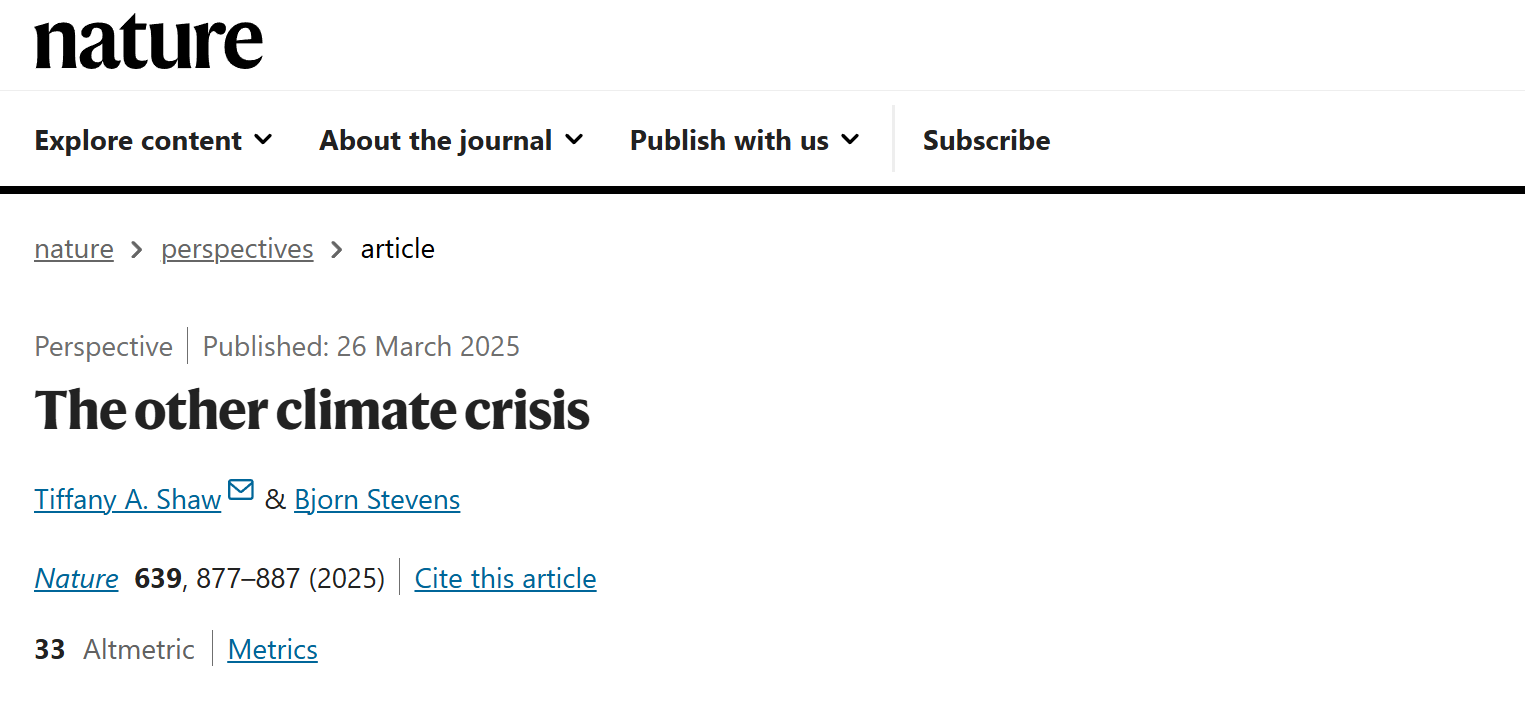 nature
Explore content About the journal Publish with us Subscribe
nature perspectives article
Perspective Published: 26 March 2025
The other climate crisis
Tiffany A. Shaw & Bjorn Stevens
Nature 639, 877–887 (2025) Cite this article
33 Altmetric Metrics